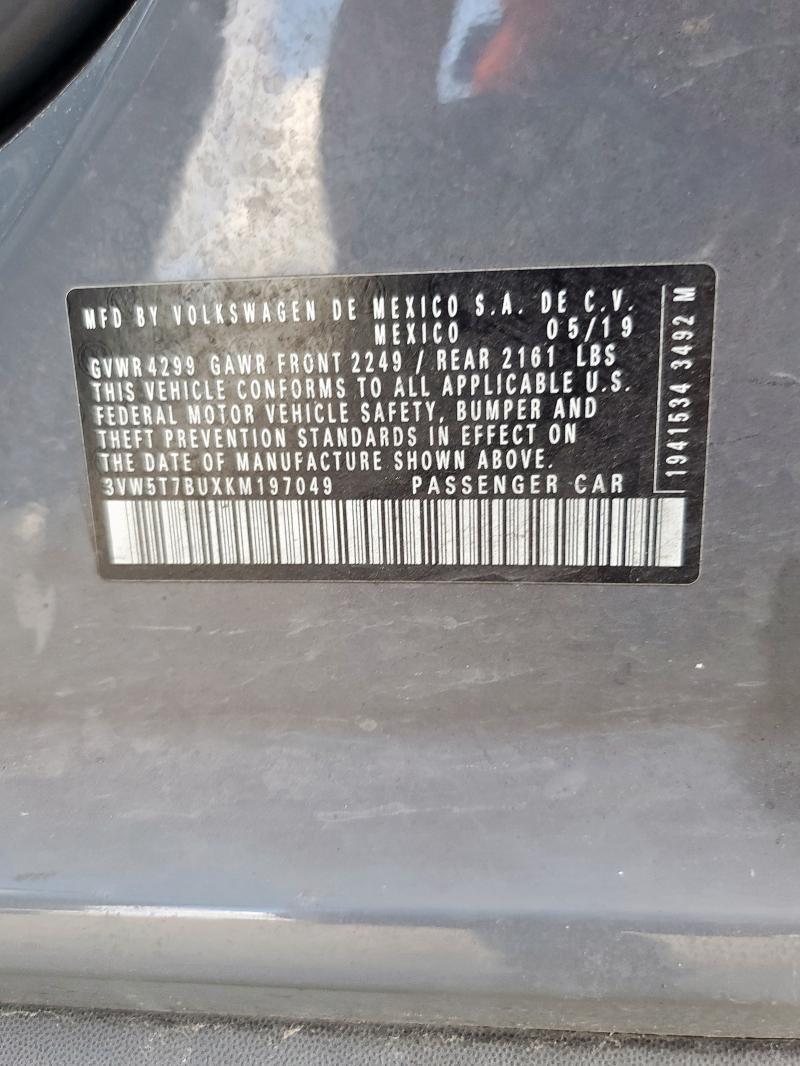 MFD BY VOLKSWAGEN DE MEXICO S.A. DE C.V.
MEXICO 05/19
GVWR 4299 GAWR FRONT 2249 / REAR 2161 LBS
THIS VEHICLE CONFORMS TO ALL APPLICABLE U.S.
FEDERAL MOTOR VEHICLE SAFETY, BUMPER AND
THEFT PREVENTION STANDARDS IN EFFECT ON
THE DATE OF MANUFACTURE SHOWN ABOVE.
3VW5T7BUXKM197049 PASSENGER CAR
1941534 3492 M